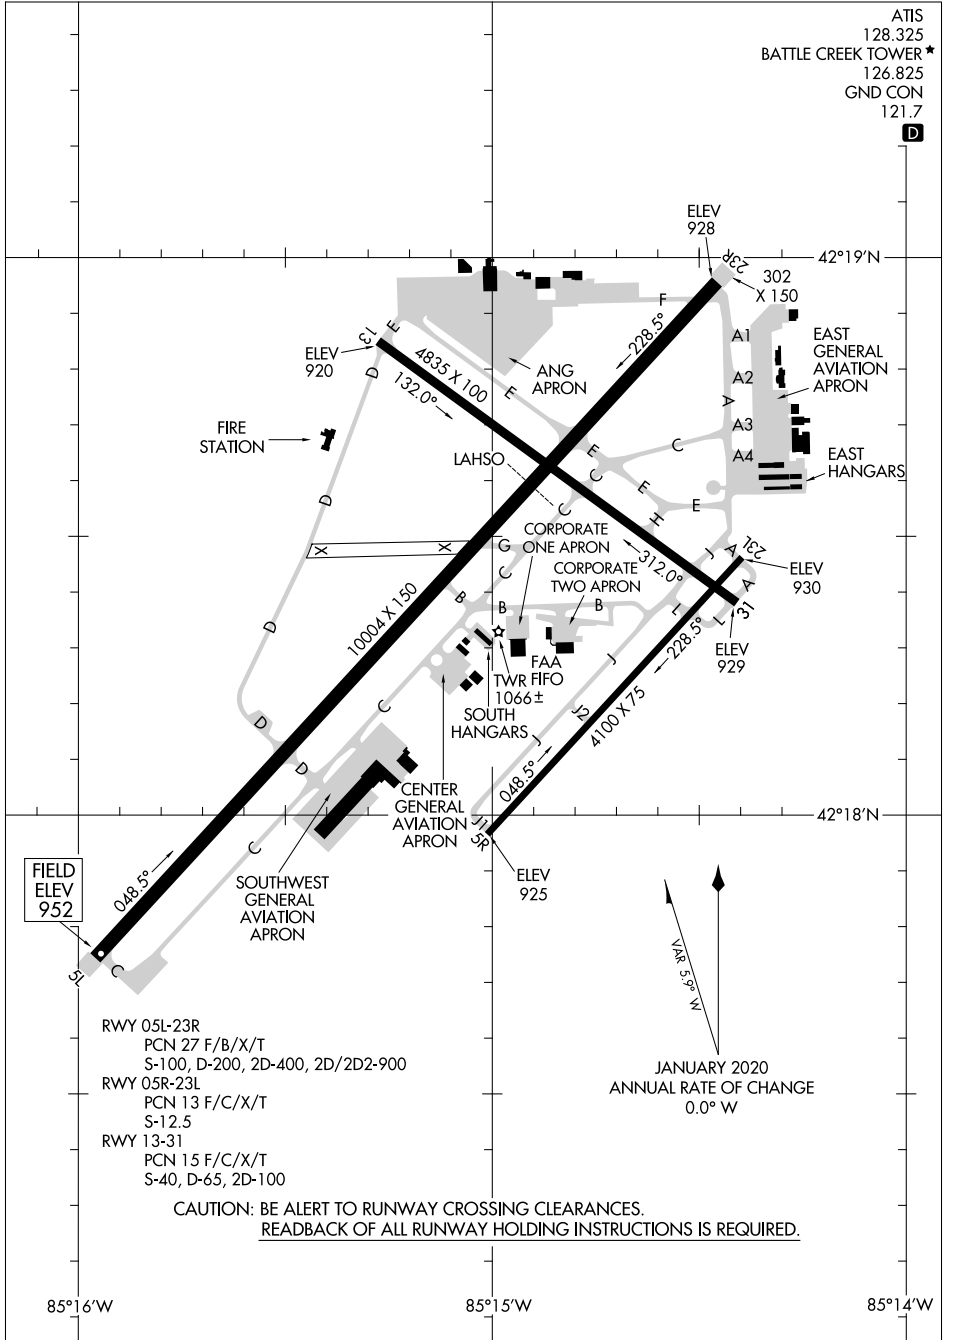 ATIS
128.325
BATTLE CREEK TOWER★
126.825
GND CON
121.7
D
ELEV
928
23R
42°19'N
302
X 150
F
228.5°
A1
EAST
GENERAL
AVIATION
APRON
13
E
ELEV
920
4835 X 100
132.0°
ANG
APRON
D
E
A2
A
A3
FIRE
STATION
C
E
A4
LAHSO
C
E
EAST
HANGARS
D
C
E
H
X
X
G
CORPORATE
ONE APRON
312.0°
J
A
23L
ELEV
930
C
CORPORATE
TWO APRON
A
B
B
B
L
L
31
10004 X 150
D
228.5°
ELEV
929
TWR
1066±
FAA
FIFO
J
SOUTH
HANGARS
C
D
J2
4100 X 75
J
D
048.5°
CENTER
GENERAL
AVIATION
APRON
J1
5R
42°18'N
C
ELEV
925
FIELD
ELEV
952
048.5°
SOUTHWEST
GENERAL
AVIATION
APRON
5L
C
VAR 5.9° W
RWY 05L-23R
PCN 27 F/B/X/T
S-100, D-200, 2D-400, 2D/2D2-900
RWY 05R-23L
PCN 13 F/C/X/T
S-12.5
RWY 13-31
PCN 15 F/C/X/T
S-40, D-65, 2D-100
JANUARY 2020
ANNUAL RATE OF CHANGE
0.0° W
CAUTION: BE ALERT TO RUNWAY CROSSING CLEARANCES.
READBACK OF ALL RUNWAY HOLDING INSTRUCTIONS IS REQUIRED.
85°16'W
85°15'W
85°14'W